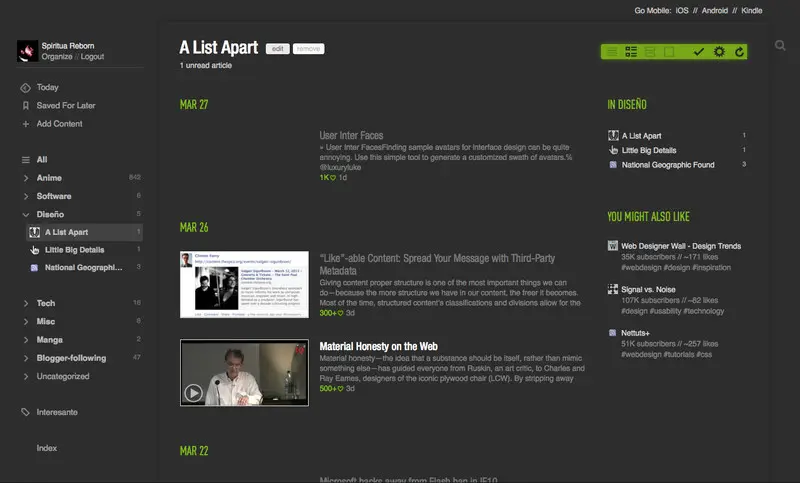 Go Mobile: iOS // Android // Kindle
Spiritua Reborn
Organize // Logout
Today
Saved For Later
Add Content
All
Anime 842
Software 6
Diseño 5
A List Apart 1
Little Big Details 1
National Geographi... 3
Tech 16
Misc 6
Manga 2
Blogger-following 47
Uncategorized
Interesante
Index
A List Apart edit remove
1 unread article
MAR 27
User Inter Faces
» User Inter FacesFinding sample avatars for interface design can be quite
annoying. Use this simple tool to generate a customized swath of avatars.¼
@luxuryluke
1K 1d
MAR 26
"Like"-able Content: Spread Your Message with Third-Party
Metadata
Giving content proper structure is one of the most important things we can
do—because the more structure we have in our content, the freer it becomes.
Most of the time, structured content's classifications and divisions allow for the
300+ 3d
Material Honesty on the Web
Material honesty—the idea that a substance should be itself, rather than mimic
something else—has guided everyone from Ruskin, an art critic, to Charles and
Ray Eames, designers of the iconic plywood chair (LCW). By stripping away
500+ 3d
MAR 22
Microsoft backs away from Flash ban in IE10
IN DISEÑO
A List Apart 1
Little Big Details 1
National Geographic Found 3
YOU MIGHT ALSO LIKE
Web Designer Wall - Design Trends
35K subscribers // ~171 likes
#webdesign #design #inspiration
Signal vs. Noise
107K subscribers // ~82 likes
#design #usability #technology
Nettuts+
51K subscribers // ~257 likes
#webdesign #tutorials #css